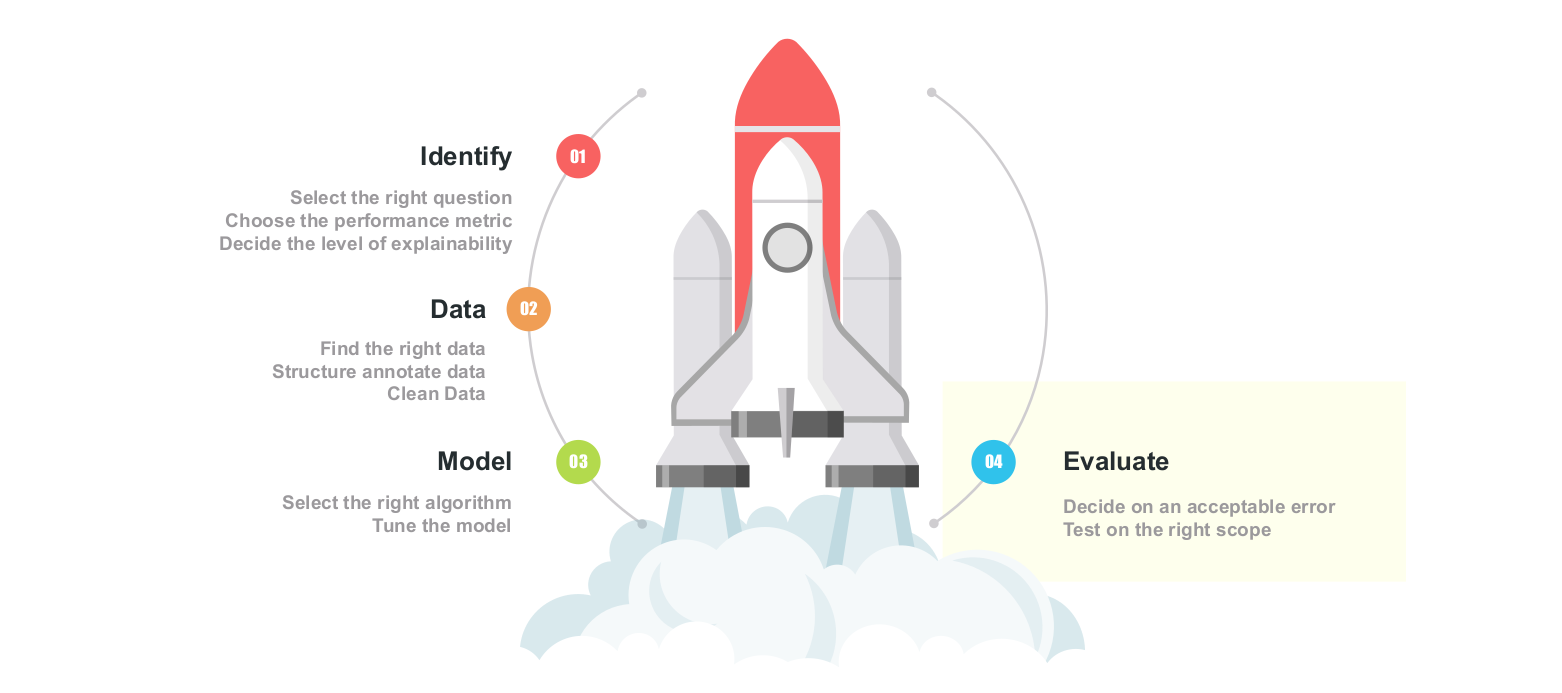 01
Identify
Select the right question
Choose the performance metric
Decide the level of explainability
02
Data
Find the right data
Structure annotate data
Clean Data
03
Model
Select the right algorithm
Tune the model
04
Evaluate
Decide on an acceptable error
Test on the right scope